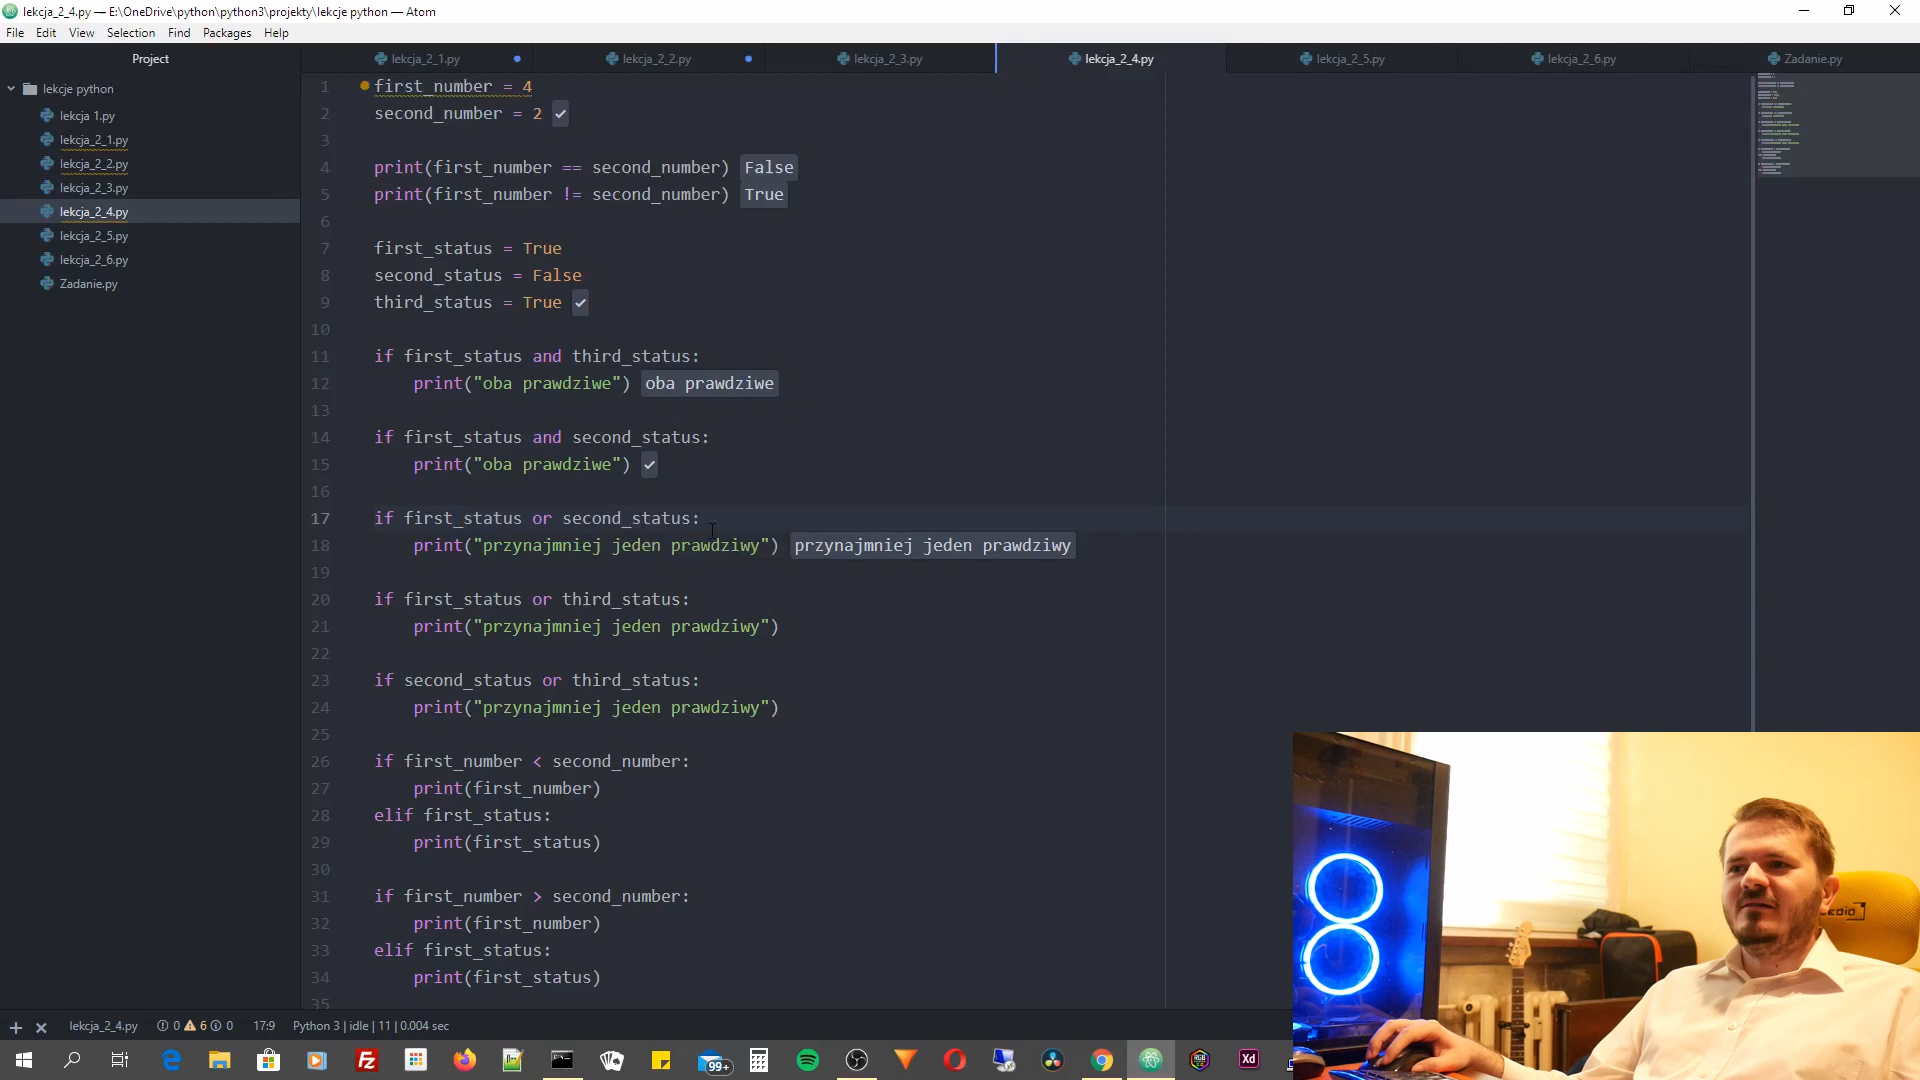 lekcja_2_4.py — E:\OneDrive\python\python3\projekty\lekcje python — Atom
File Edit View Selection Find Packages Help
Project
lekcja_2_1.py lekcja_2_2.py lekcja_2_3.py lekcja_2_4.py lekcja_2_5.py lekcja_2_6.py Zadanie.py
lekcje python
lekcja 1.py
lekcja_2_1.py
lekcja_2_2.py
lekcja_2_3.py
lekcja_2_4.py
lekcja_2_5.py
lekcja_2_6.py
Zadanie.py
1 first_number = 4
2 second_number = 2
3
4 print(first_number == second_number) False
5 print(first_number != second_number) True
6
7 first_status = True
8 second_status = False
9 third_status = True
10
11 if first_status and third_status:
12 print("oba prawdziwe") oba prawdziwe
13
14 if first_status and second_status:
15 print("oba prawdziwe")
16
17 if first_status or second_status:
18 print("przynajmniej jeden prawdziwy") przynajmniej jeden prawdziwy
19
20 if first_status or third_status:
21 print("przynajmniej jeden prawdziwy")
22
23 if second_status or third_status:
24 print("przynajmniej jeden prawdziwy")
25
26 if first_number < second_number:
27 print(first_number)
28 elif first_status:
29 print(first_status)
30
31 if first_number > second_number:
32 print(first_number)
33 elif first_status:
34 print(first_status)
35
lekcja_2_4.py 0 6 0 17:9 Python 3 | idle | 11 | 0.004 sec
99+
Xd